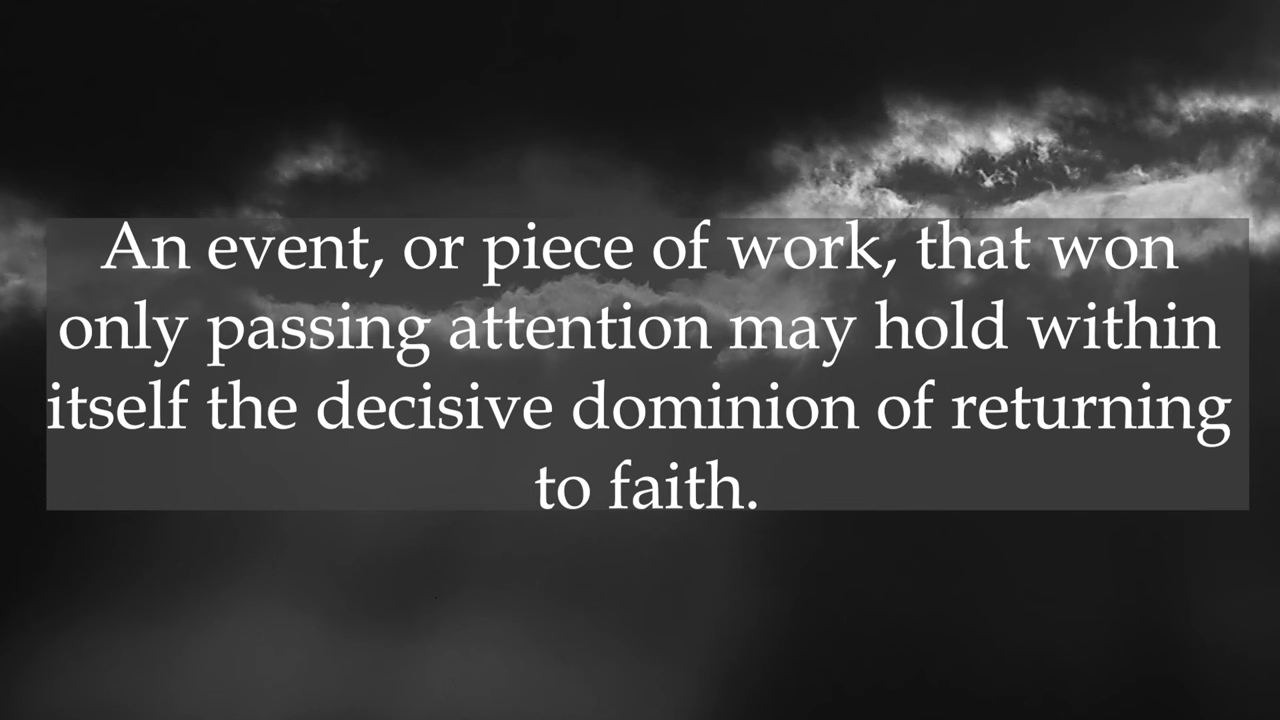 An event, or piece of work, that won
only passing attention may hold within
itself the decisive dominion of returning
to faith.